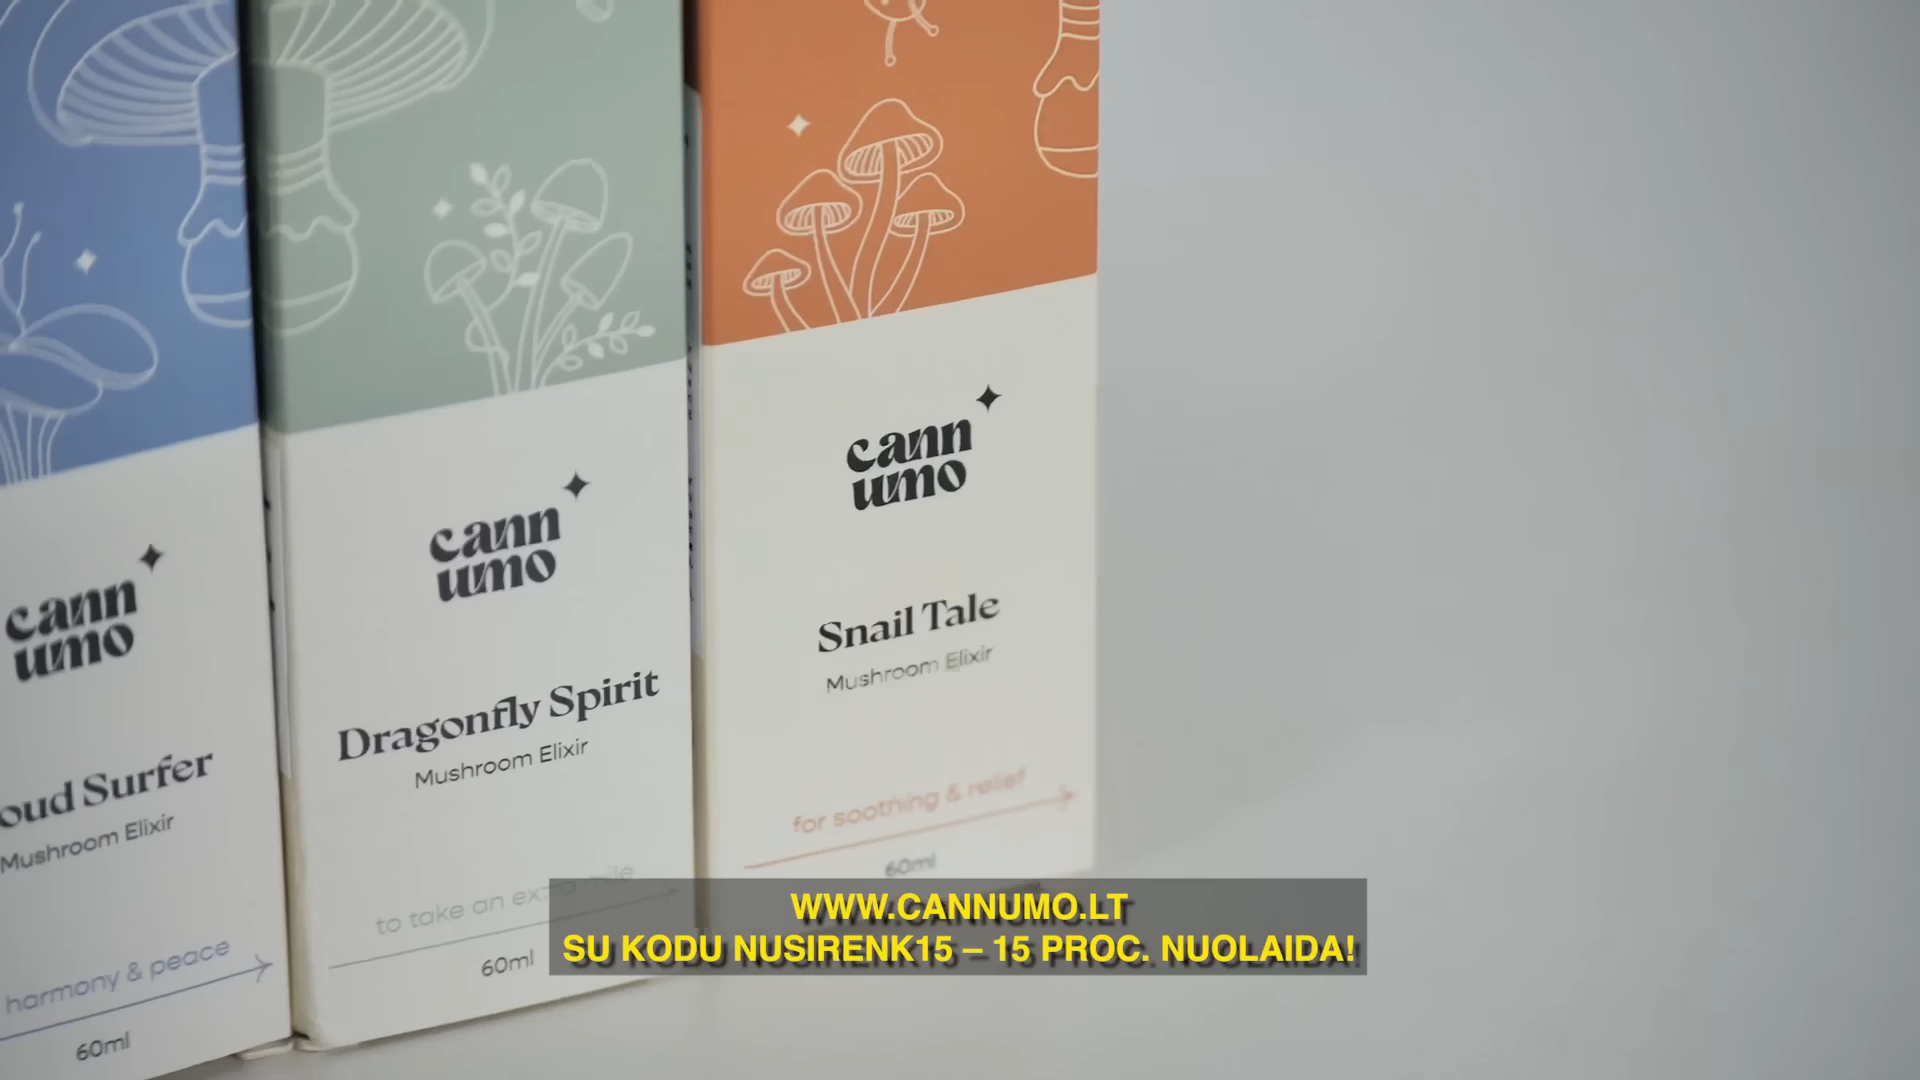 cann
umo
oud Surfer
Mushroom Elixir
harmony & peace
60ml
cann
umo
Dragonfly Spirit
Mushroom Elixir
to take an extra mile
60ml
cann
umo
Snail Tale
Mushroom Elixir
for soothing & relief
60ml
WWW.CANNUMO.LT
SU KODU NUSIRENK15 – 15 PROC. NUOLAIDA!